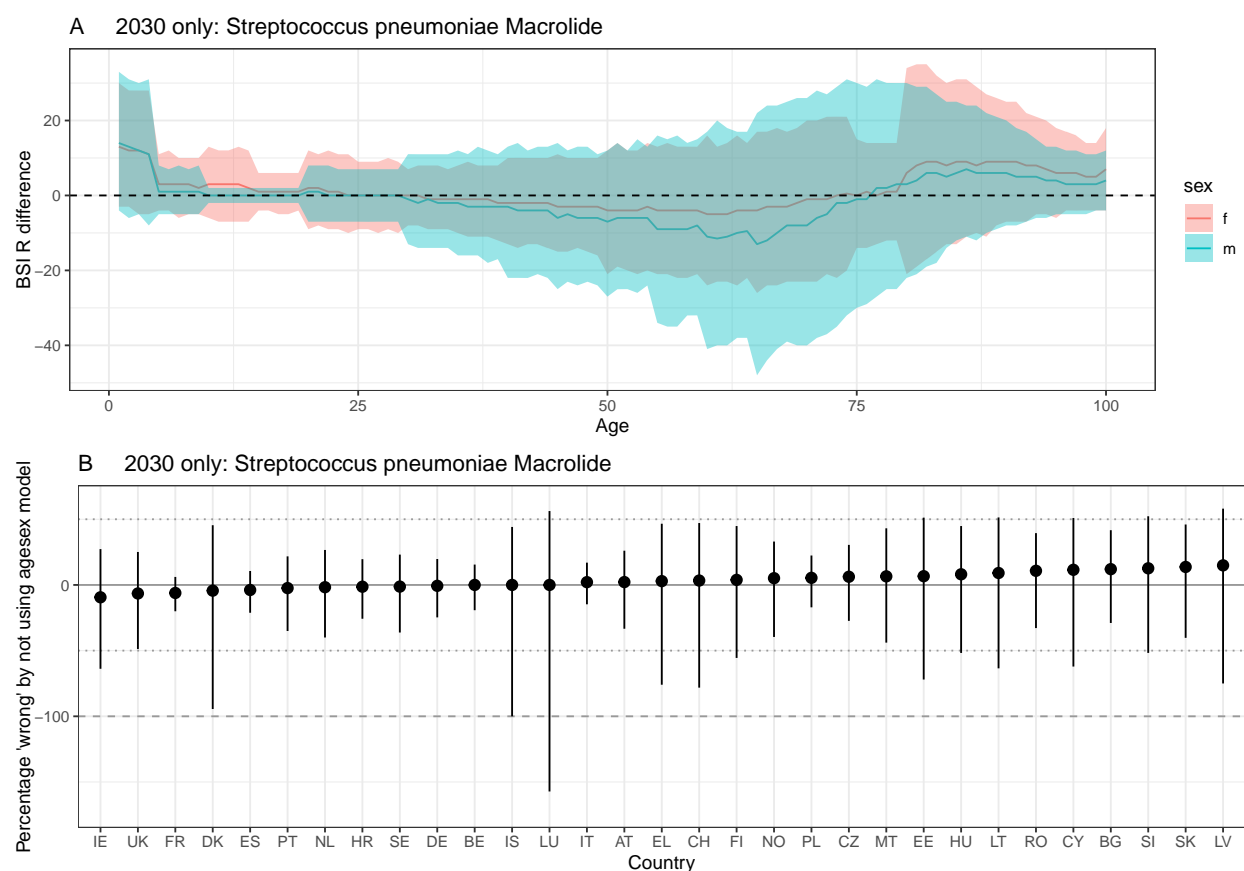 A 2030 only: Streptococcus pneumoniae Macrolide
BSI R difference
20
0
−20
−40
0 25 50 75 100
Age
sex
f
m
B 2030 only: Streptococcus pneumoniae Macrolide
Percentage 'wrong' by not using agesex model
0
−100
IE UK FR DK ES PT NL HR SE DE BE IS LU IT AT EL CH FI NO PL CZ MT EE HU LT RO CY BG SI SK LV
Country